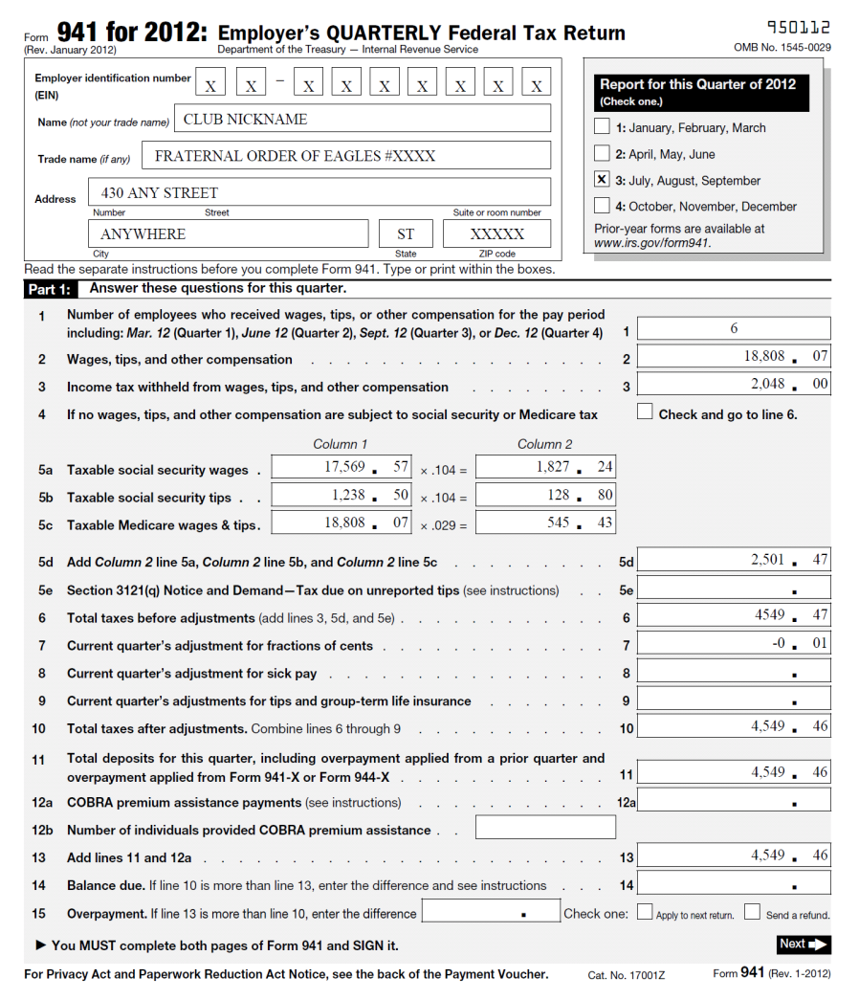 Form 941 for 2012: Employer's QUARTERLY Federal Tax Return
950112
(Rev. January 2012) Department of the Treasury — Internal Revenue Service
OMB No. 1545-0029
Employer identification number
(EIN)
X X – X X X X X X X
Name (not your trade name) CLUB NICKNAME
Trade name (if any) FRATERNAL ORDER OF EAGLES #XXXX
Address 430 ANY STREET
Number Street Suite or room number
ANYWHERE ST XXXXX
City State ZIP code
Report for this Quarter of 2012
(Check one.)
1: January, February, March
2: April, May, June
X 3: July, August, September
4: October, November, December
Prior-year forms are available at
www.irs.gov/form941.
Read the separate instructions before you complete Form 941. Type or print within the boxes.
Part 1: Answer these questions for this quarter.
1 Number of employees who received wages, tips, or other compensation for the pay period
including: Mar. 12 (Quarter 1), June 12 (Quarter 2), Sept. 12 (Quarter 3), or Dec. 12 (Quarter 4) 1 6
2 Wages, tips, and other compensation . . . . . . . . . . . . . . . . . 2 18,808 . 07
3 Income tax withheld from wages, tips, and other compensation . . . . . . . . 3 2,048 . 00
4 If no wages, tips, and other compensation are subject to social security or Medicare tax Check and go to line 6.
Column 1 Column 2
5a Taxable social security wages . 17,569 . 57 × .104 = 1,827 . 24
5b Taxable social security tips . . 1,238 . 50 × .104 = 128 . 80
5c Taxable Medicare wages & tips. 18,808 . 07 × .029 = 545 . 43
5d Add Column 2 line 5a, Column 2 line 5b, and Column 2 line 5c . . . . . . . . . 5d 2,501 . 47
5e Section 3121(q) Notice and Demand—Tax due on unreported tips (see instructions) . . 5e .
6 Total taxes before adjustments (add lines 3, 5d, and 5e) . . . . . . . . . . . . 6 4549 . 47
7 Current quarter's adjustment for fractions of cents . . . . . . . . . . . . . 7 -0 . 01
8 Current quarter's adjustment for sick pay . . . . . . . . . . . . . . . . 8 .
9 Current quarter's adjustments for tips and group-term life insurance . . . . . . . 9 .
10 Total taxes after adjustments. Combine lines 6 through 9 . . . . . . . . . . . 10 4,549 . 46
11 Total deposits for this quarter, including overpayment applied from a prior quarter and
overpayment applied from Form 941-X or Form 944-X . . . . . . . . . . . . 11 4,549 . 46
12a COBRA premium assistance payments (see instructions) . . . . . . . . . . . 12a .
12b Number of individuals provided COBRA premium assistance . .
13 Add lines 11 and 12a . . . . . . . . . . . . . . . . . . . . . . 13 4,549 . 46
14 Balance due. If line 10 is more than line 13, enter the difference and see instructions . . . 14 .
15 Overpayment. If line 13 is more than line 10, enter the difference . Check one: Apply to next return. Send a refund.
► You MUST complete both pages of Form 941 and SIGN it.
Next
For Privacy Act and Paperwork Reduction Act Notice, see the back of the Payment Voucher. Cat. No. 17001Z Form 941 (Rev. 1-2012)